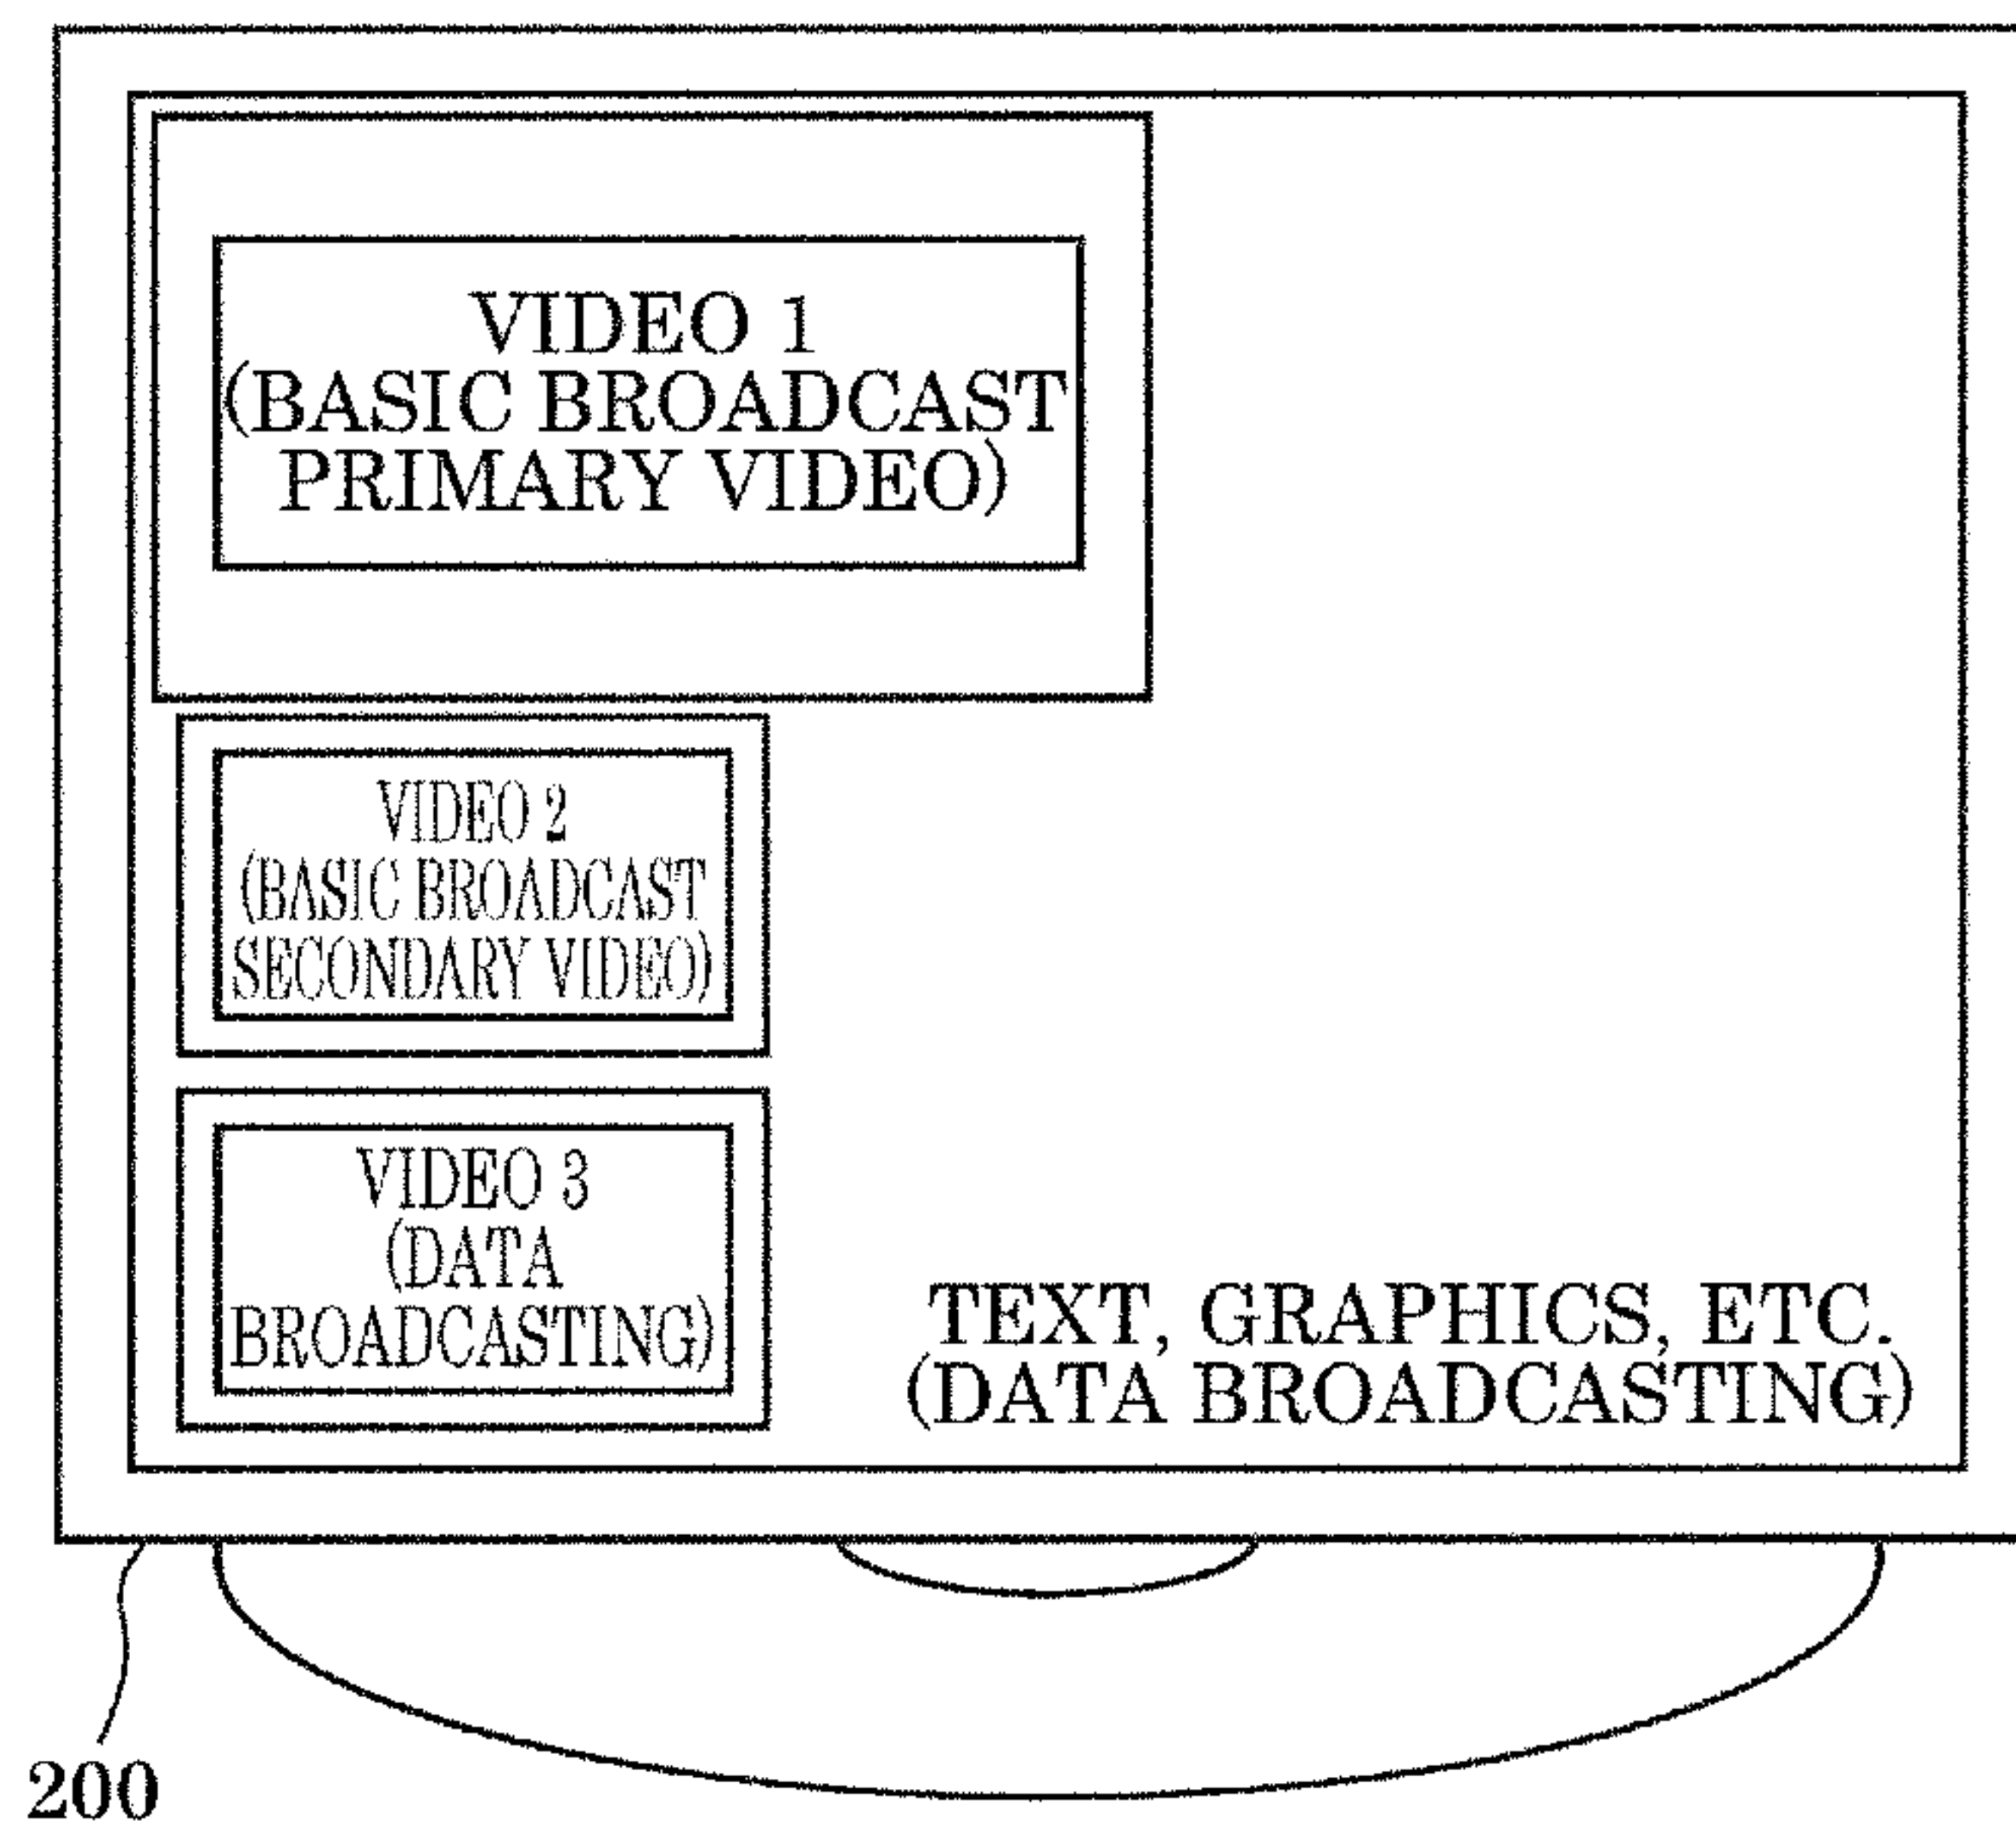 VIDEO 1
(BASIC BROADCAST
PRIMARY VIDEO)
VIDEO 2
(BASIC BROADCAST
SECONDARY VIDEO)
VIDEO 3
(DATA
BROADCASTING)
TEXT, GRAPHICS, ETC.
(DATA BROADCASTING)
200